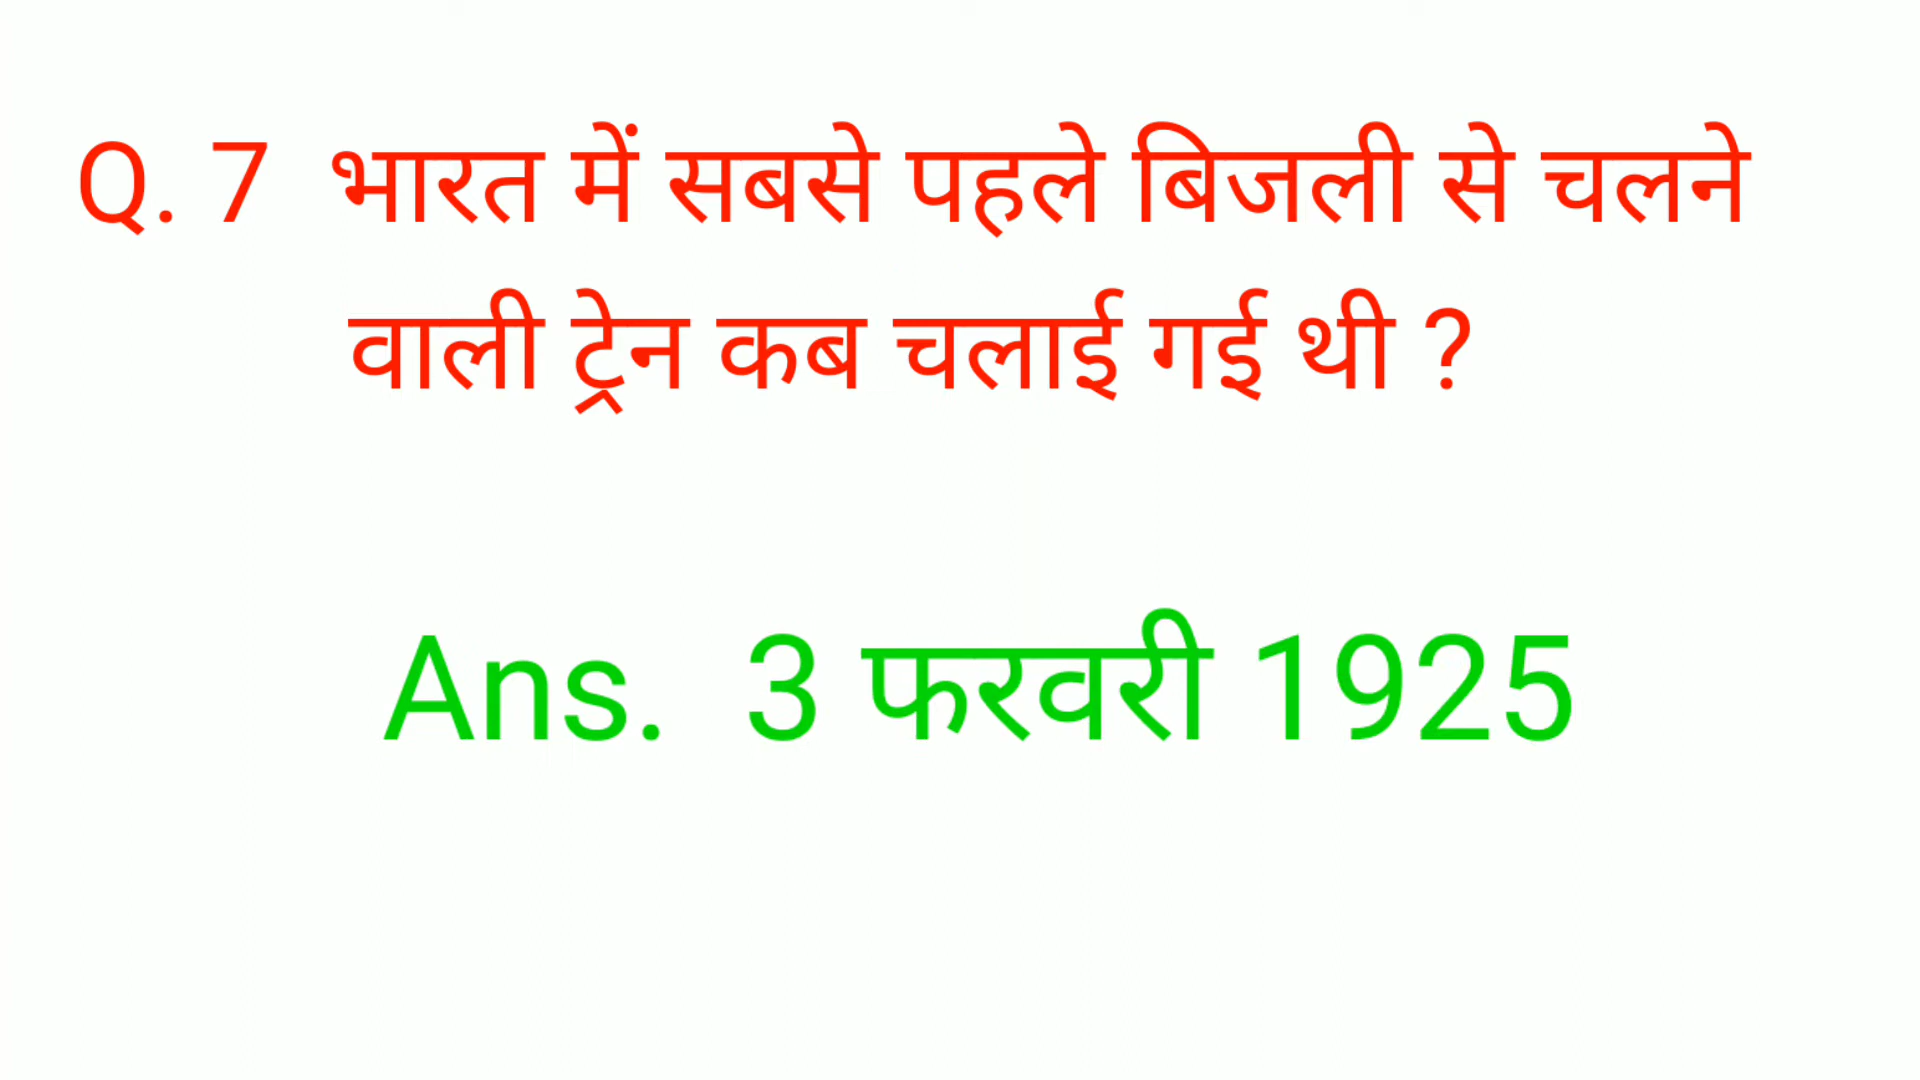 Q. 7 भारत में सबसे पहले बिजली से चलने
वाली ट्रेन कब चलाई गई थी ?
Ans. 3 फरवरी 1925